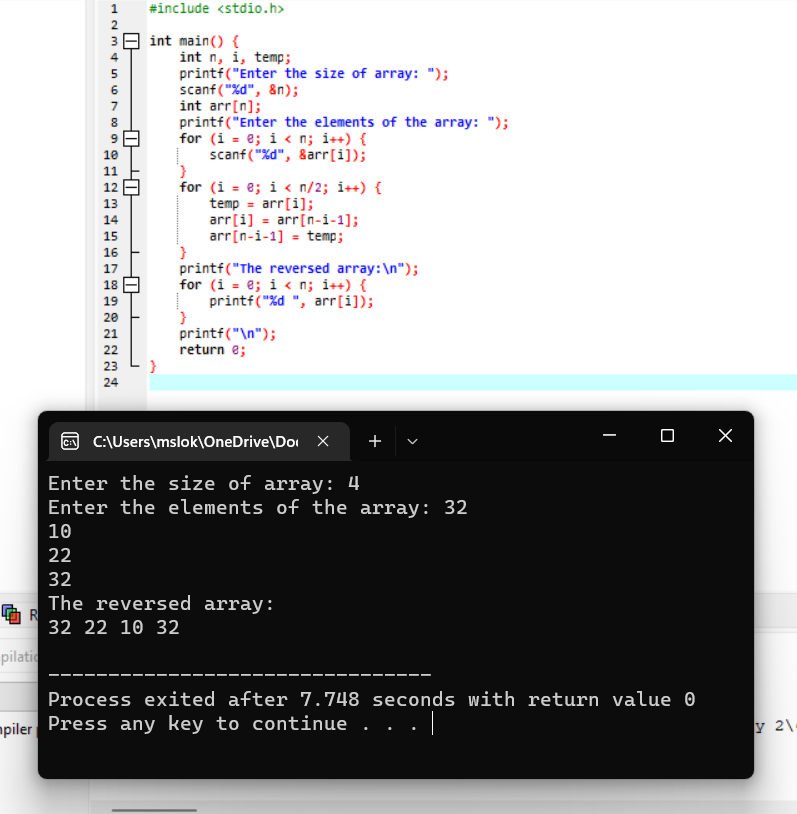 1 #include <stdio.h>
2
3 int main() {
4 int n, i, temp;
5 printf("Enter the size of array: ");
6 scanf("%d", &n);
7 int arr[n];
8 printf("Enter the elements of the array: ");
9 for (i = 0; i < n; i++) {
10 scanf("%d", &arr[i]);
11 }
12 for (i = 0; i < n/2; i++) {
13 temp = arr[i];
14 arr[i] = arr[n-i-1];
15 arr[n-i-1] = temp;
16 }
17 printf("The reversed array:\n");
18 for (i = 0; i < n; i++) {
19 printf("%d ", arr[i]);
20 }
21 printf("\n");
22 return 0;
23 }
24
C:\Users\mslok\OneDrive\Do
Enter the size of array: 4
Enter the elements of the array: 32
10
22
32
The reversed array:
32 22 10 32
--------------------------------
Process exited after 7.748 seconds with return value 0
Press any key to continue . . .
y 2\